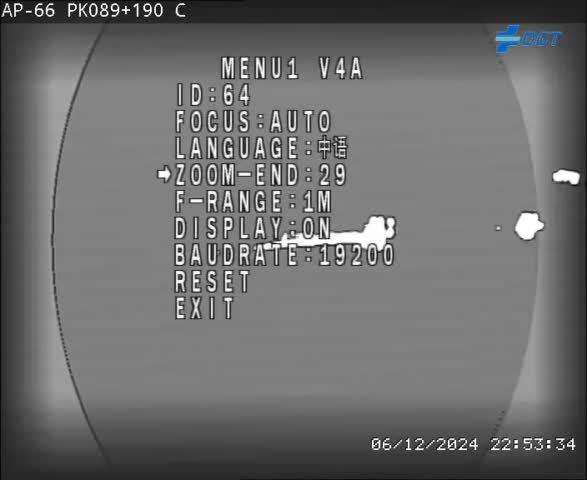 AP-66 PK089+190 C
DGT
MENU1 V4A
ID:64
FOCUS:AUTO
LANGUAGE:中语
ZOOM-END:29
F-RANGE:1M
DISPLAY:ON
BAUDRATE:19200
RESET
EXIT
06/12/2024 22:53:34